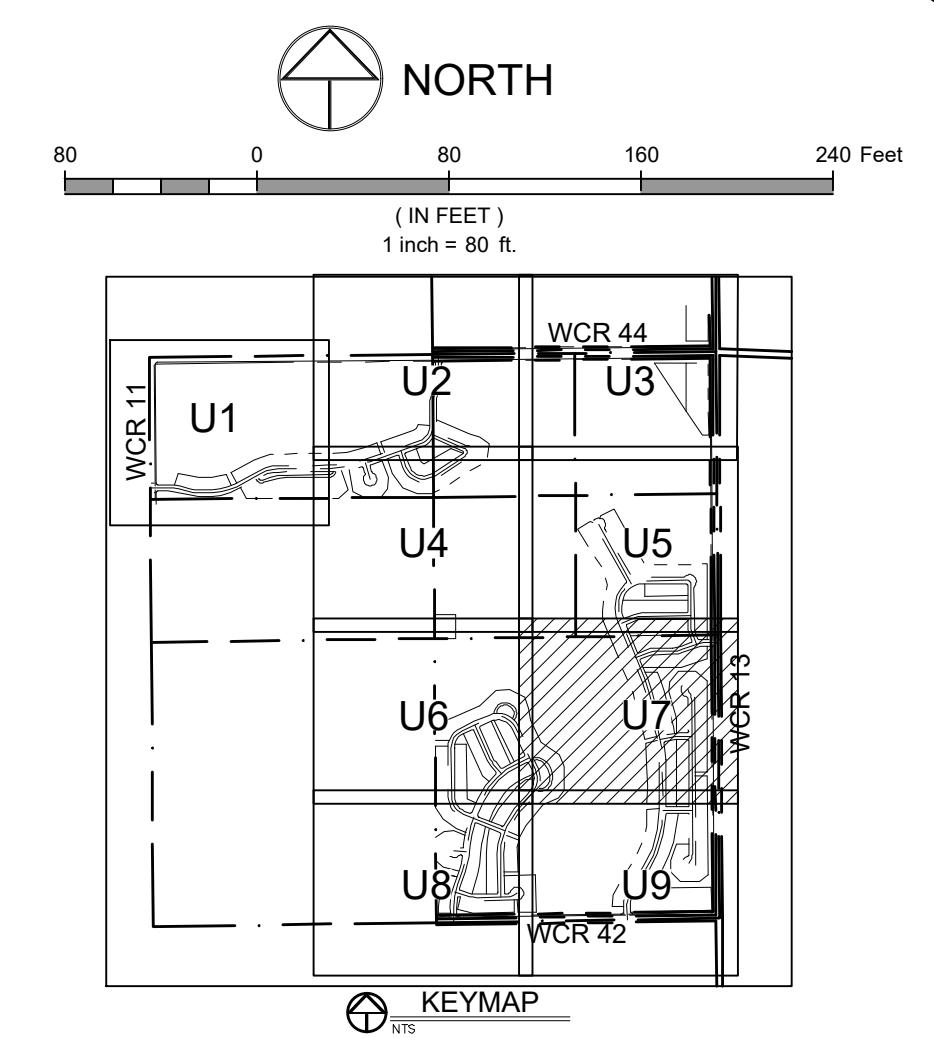 NORTH
80 0 80 160 240 Feet
( IN FEET )
1 inch = 80 ft.
WCR 44
U2 U3
WCR 11
U1
U4 U5
WCR 13
U6 U7
U8 U9
WCR 42
KEYMAP
NTS